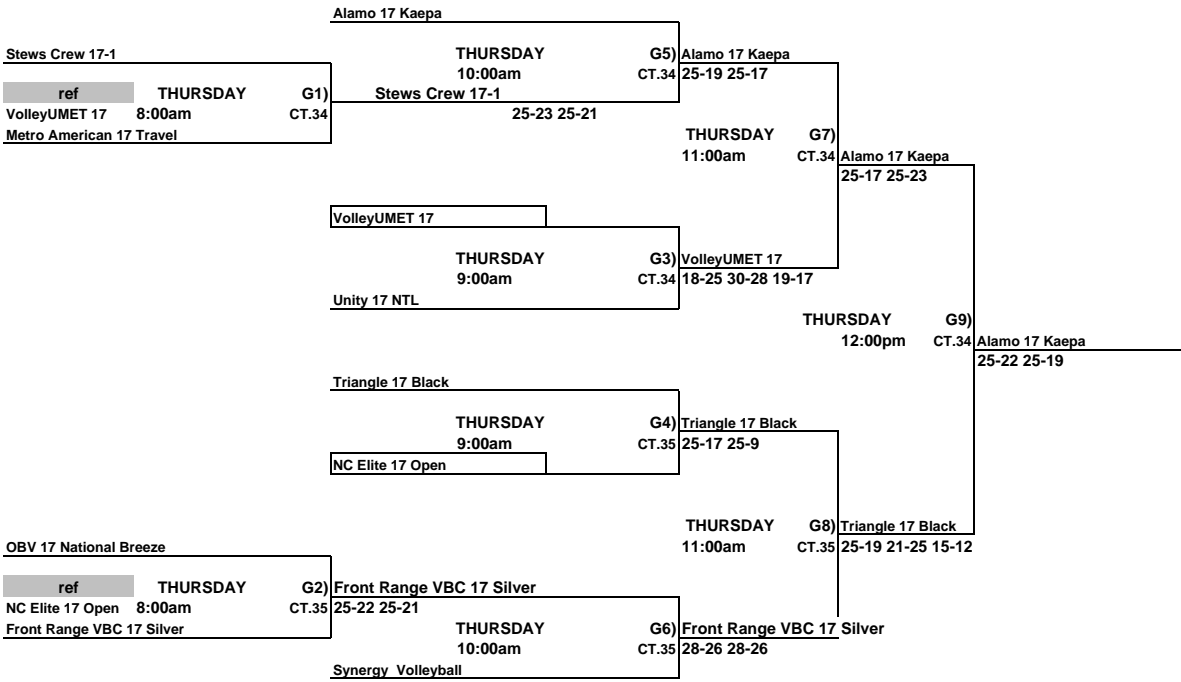 Alamo 17 Kaepa
Stews Crew 17-1
THURSDAY G5) Alamo 17 Kaepa
10:00am CT.34 25-19 25-17
ref THURSDAY G1) Stews Crew 17-1
VolleyUMET 17 8:00am CT.34 25-23 25-21
Metro American 17 Travel
THURSDAY G7)
11:00am CT.34 Alamo 17 Kaepa
25-17 25-23
VolleyUMET 17
THURSDAY G3) VolleyUMET 17
9:00am CT.34 18-25 30-28 19-17
Unity 17 NTL
THURSDAY G9)
12:00pm CT.34 Alamo 17 Kaepa
25-22 25-19
Triangle 17 Black
THURSDAY G4) Triangle 17 Black
9:00am CT.35 25-17 25-9
NC Elite 17 Open
THURSDAY G8) Triangle 17 Black
OBV 17 National Breeze
11:00am CT.35 25-19 21-25 15-12
ref THURSDAY G2) Front Range VBC 17 Silver
NC Elite 17 Open 8:00am CT.35 25-22 25-21
Front Range VBC 17 Silver
THURSDAY G6) Front Range VBC 17 Silver
10:00am CT.35 28-26 28-26
Synergy Volleyball